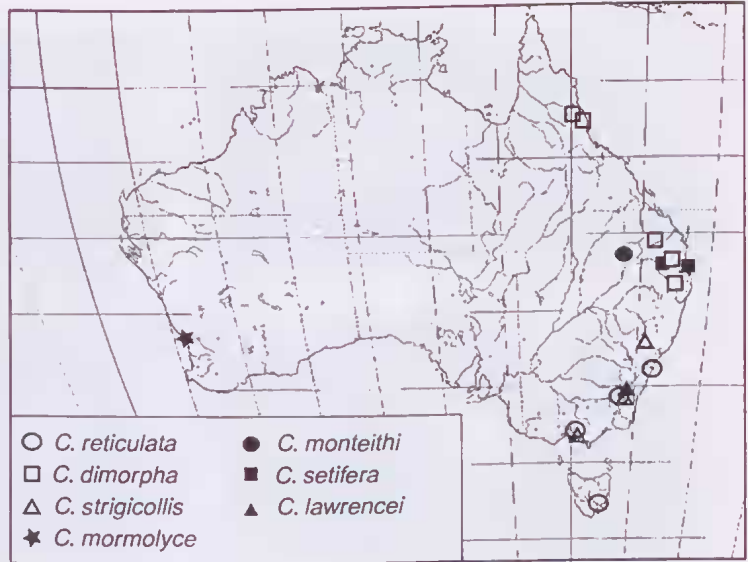 C. reticulata
C. dimorpha
C. strigicollis
C. mormolyce
C. monteithi
C. setifera
C. lawrencei